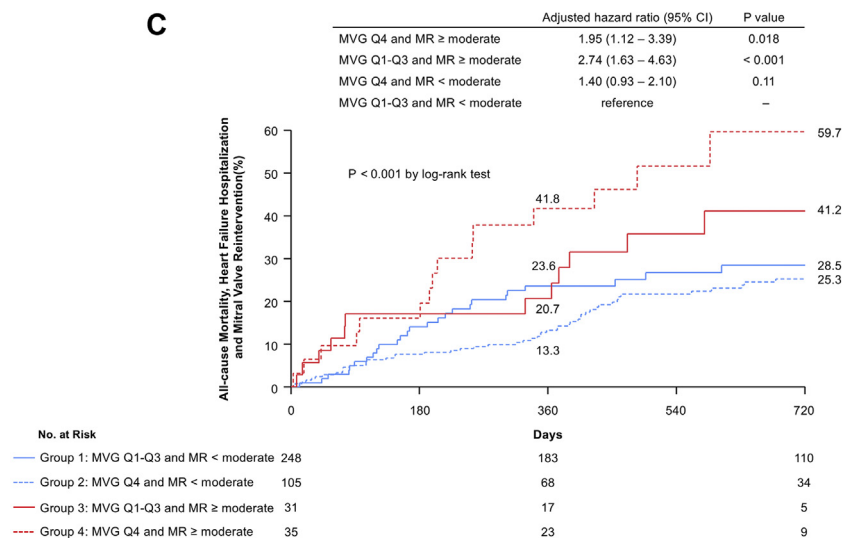 C
Adjusted hazard ratio (95% CI) P value
MVG Q4 and MR ≥ moderate 1.95 (1.12 – 3.39) 0.018
MVG Q1-Q3 and MR ≥ moderate 2.74 (1.63 – 4.63) < 0.001
MVG Q4 and MR < moderate 1.40 (0.93 – 2.10) 0.11
MVG Q1-Q3 and MR < moderate reference –
All-cause Mortality, Heart Failure Hospitalization
and Mitral Valve Reintervention(%)
60
50
40
30
20
10
0
P < 0.001 by log-rank test
41.8
23.6
20.7
13.3
59.7
41.2
28.5
25.3
0 180 360 540 720
Days
No. at Risk
Group 1: MVG Q1-Q3 and MR < moderate 248 183 110
Group 2: MVG Q4 and MR < moderate 105 68 34
Group 3: MVG Q1-Q3 and MR ≥ moderate 31 17 5
Group 4: MVG Q4 and MR ≥ moderate 35 23 9